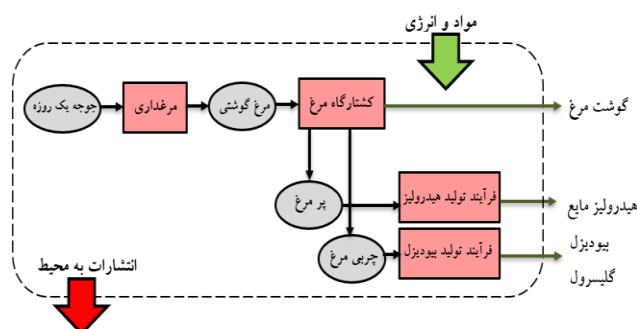 مواد و انرژی
جوجه یک روزه
مرغداری
مرغ گوشتی
کشتارگاه مرغ
گوشت مرغ
پر مرغ
فرآیند تولید هیدرولیز
هیدرولیز مایع
چربی مرغ
فرآیند تولید بیودیزل
بیودیزل
گلیسرول
انتشارات به محیط